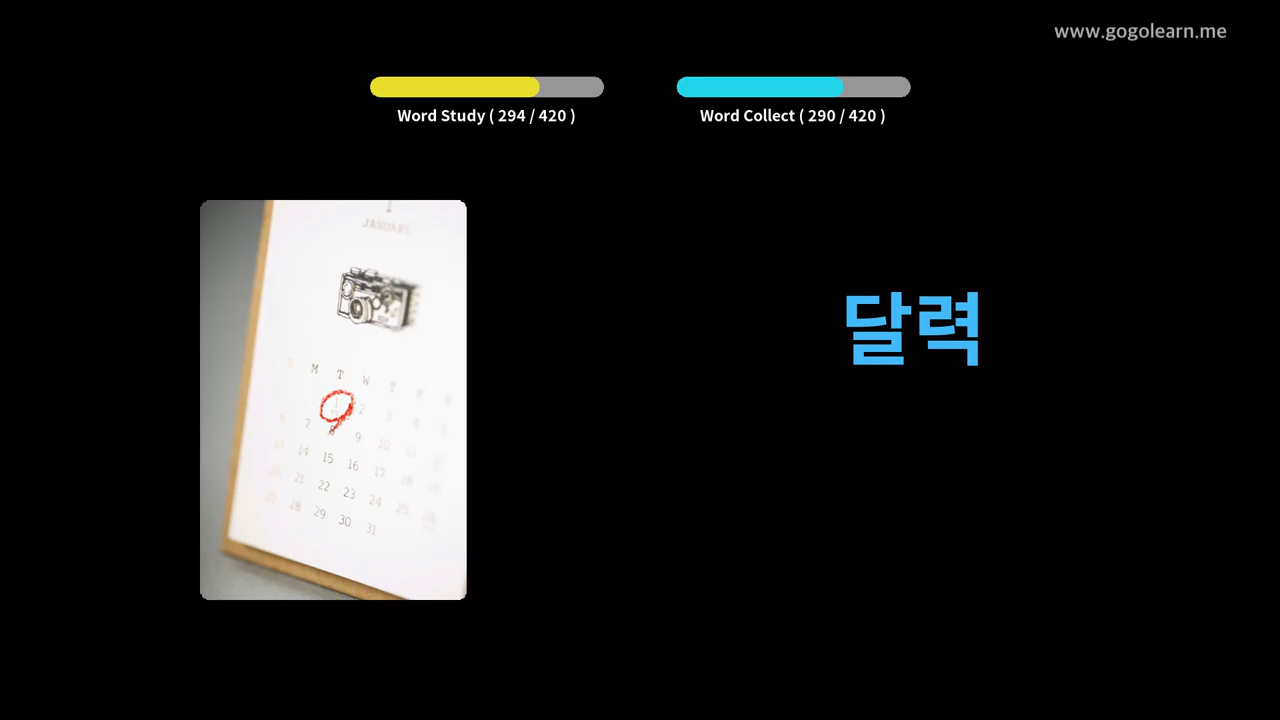 www.gogolearn.me
Word Study ( 294 / 420 )
Word Collect ( 290 / 420 )
달력
JANUARY
S M T W T F S
1 2 3 4 5
6 7 8 9 10 11
13 14 15 16 17 18
20 21 22 23 24 25 26
27 28 29 30 31